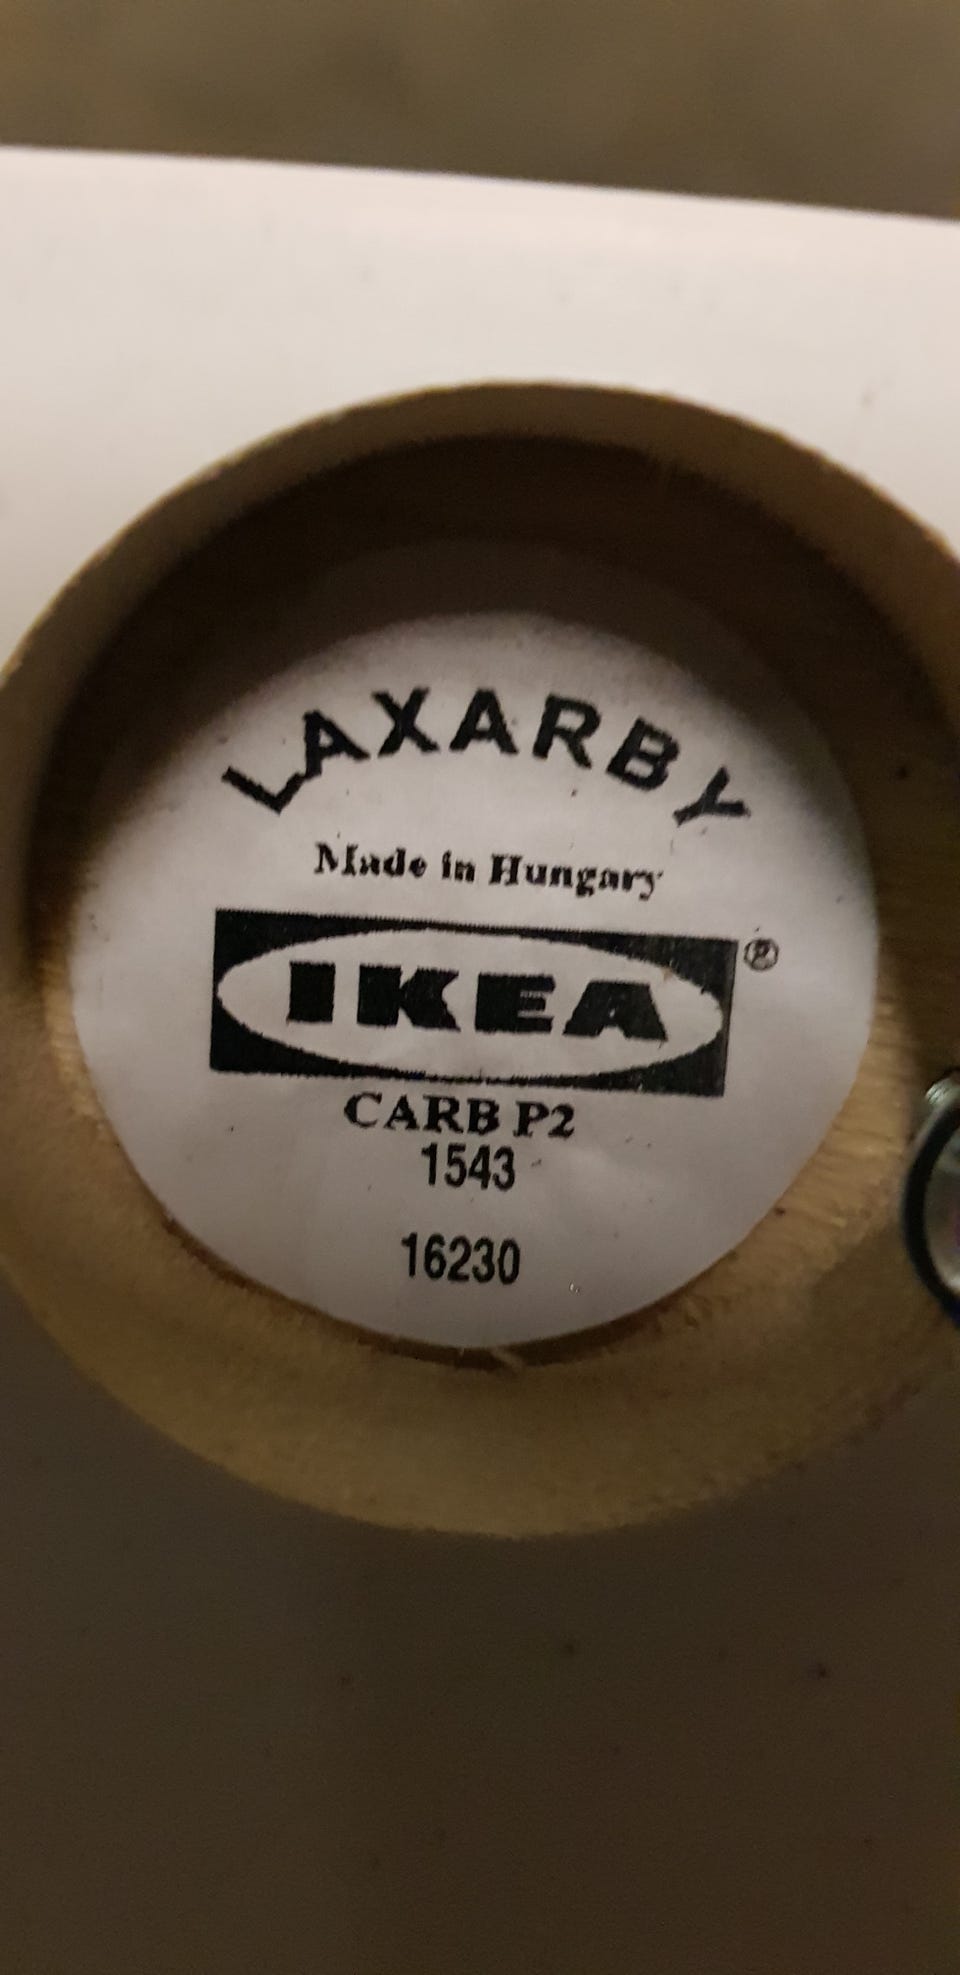 LAXARBY
Made in Hungary
IKEA®
CARB P2
1543
16230